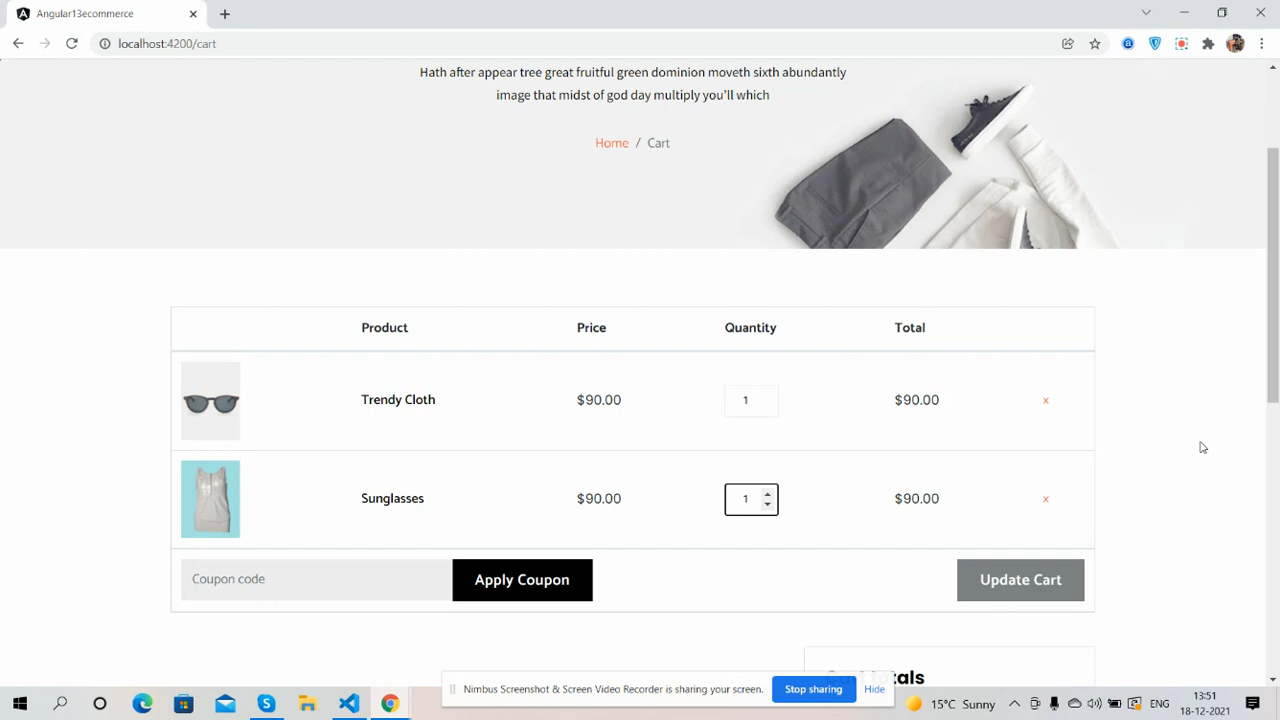 Angular13ecommerce
localhost:4200/cart
Hath after appear tree great fruitful green dominion moveth sixth abundantly
image that midst of god day multiply you'll which
Home / Cart
Product Price Quantity Total
Trendy Cloth $90.00 1 $90.00 x
Sunglasses $90.00 1 $90.00 x
Coupon code Apply Coupon Update Cart
Cart totals
Nimbus Screenshot & Screen Video Recorder is sharing your screen. Stop sharing Hide
15°C Sunny ENG 13:51
18-12-2021